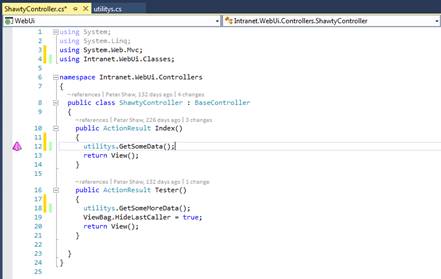 ShawtyController.cs* utilitys.cs
WebUi Intranet.WebUi.Controllers.ShawtyController
1 using System;
2 using System.Linq;
3 using System.Web.Mvc;
4 using Intranet.WebUi.Classes;
5
6 namespace Intranet.WebUi.Controllers
7 {
-references | Peter Shaw, 132 days ago | 4 changes
8 public class ShawtyController : BaseController
9 {
-references | Peter Shaw, 226 days ago | 3 changes
10 public ActionResult Index()
11 {
12 utilitys.GetSomeData();
13 return View();
14 }
15
-references | Peter Shaw, 132 days ago | 1 change
16 public ActionResult Tester()
17 {
18 utilitys.GetSomeMoreData();
19 ViewBag.HideLastCaller = true;
20 return View();
21 }
22
23 }
24 }